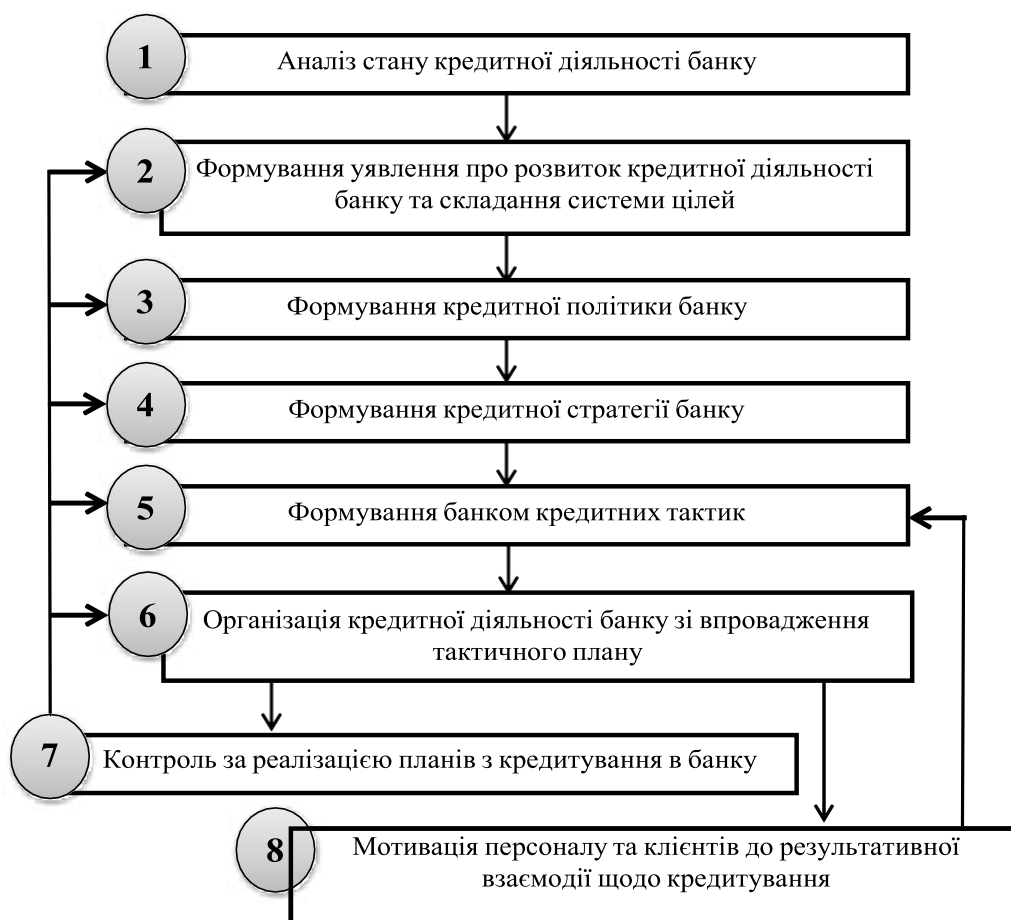 1
Аналіз стану кредитної діяльності банку
2
Формування уявлення про розвиток кредитної діяльності
банку та складання системи цілей
3
Формування кредитної політики банку
4
Формування кредитної стратегії банку
5
Формування банком кредитних тактик
6
Організація кредитної діяльності банку зі впровадження
тактичного плану
7
Контроль за реалізацією планів з кредитування в банку
8
Мотивація персоналу та клієнтів до результативної
взаємодії щодо кредитування